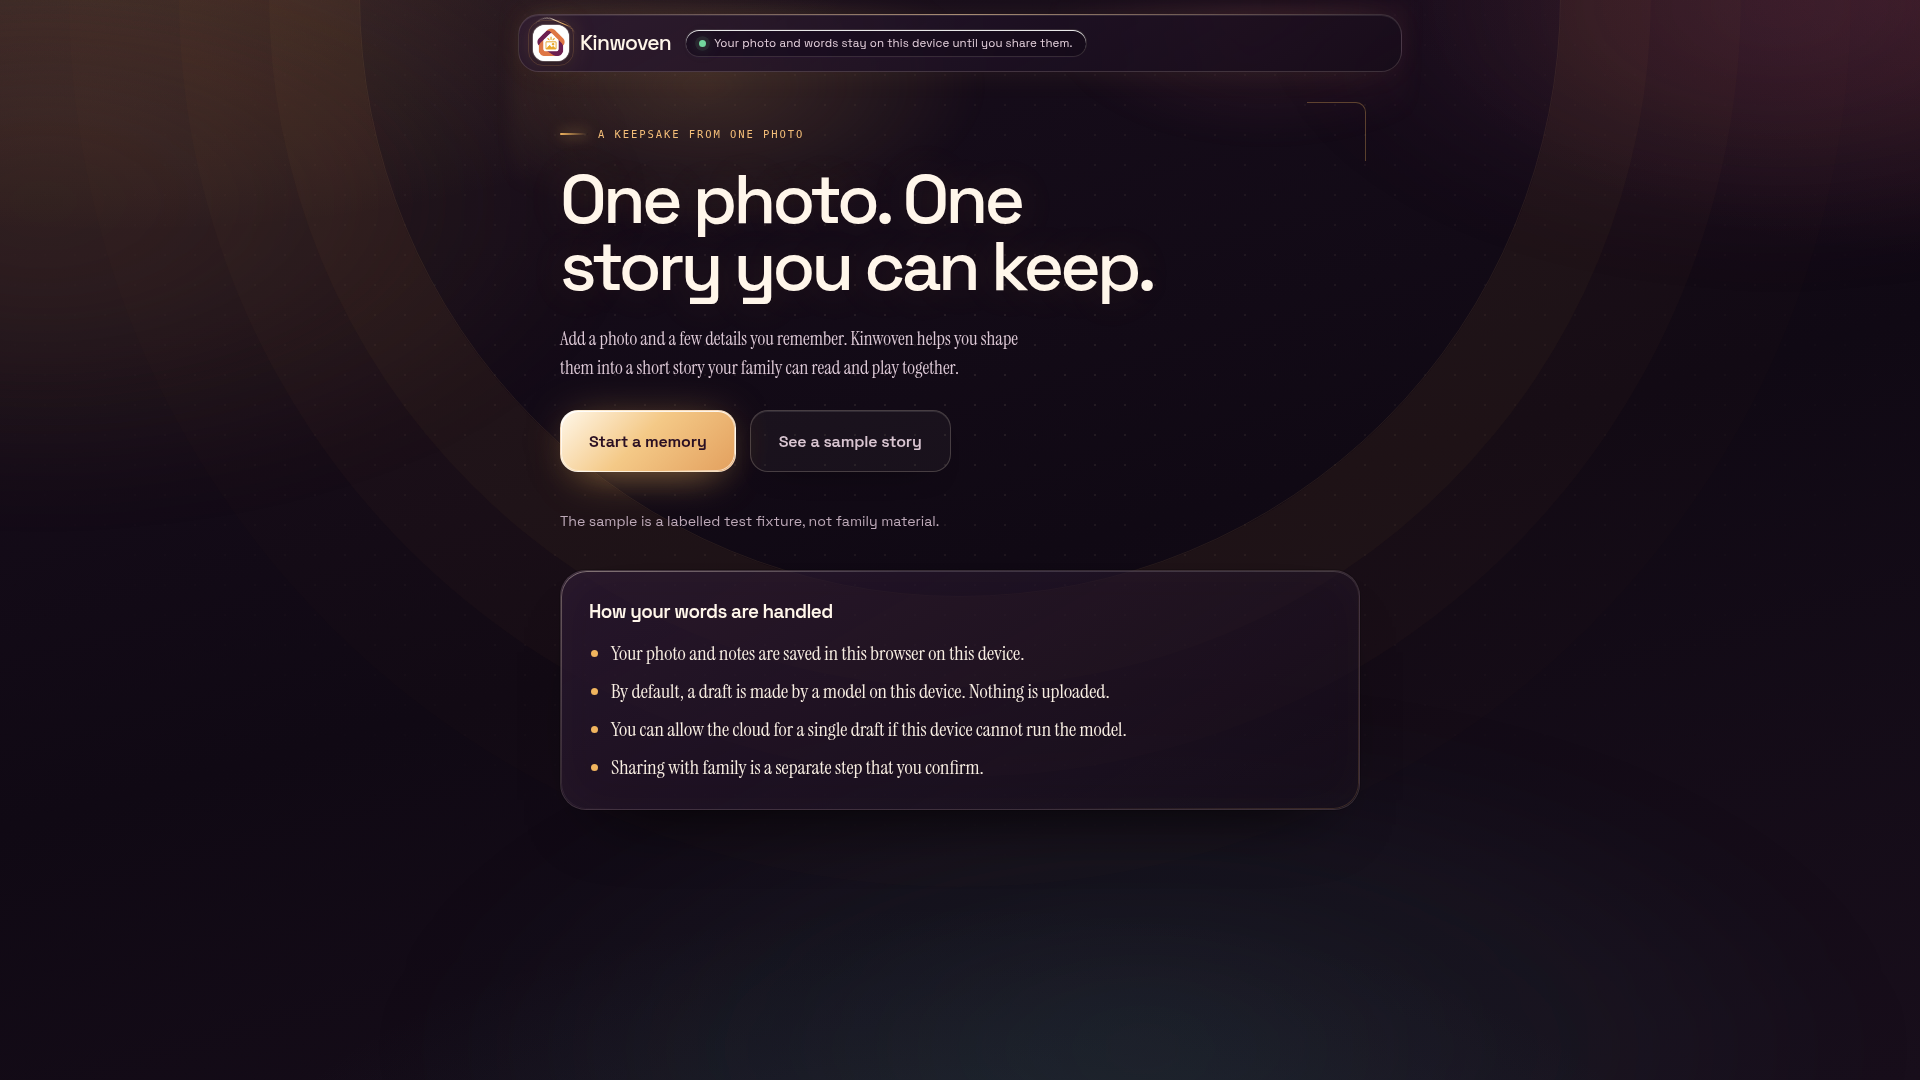 Kinwoven
Your photo and words stay on this device until you share them.
A KEEPSAKE FROM ONE PHOTO
One photo. One
story you can keep.
Add a photo and a few details you remember. Kinwoven helps you shape
them into a short story your family can read and play together.
Start a memory
See a sample story
The sample is a labelled test fixture, not family material.
How your words are handled
Your photo and notes are saved in this browser on this device.
By default, a draft is made by a model on this device. Nothing is uploaded.
You can allow the cloud for a single draft if this device cannot run the model.
Sharing with family is a separate step that you confirm.